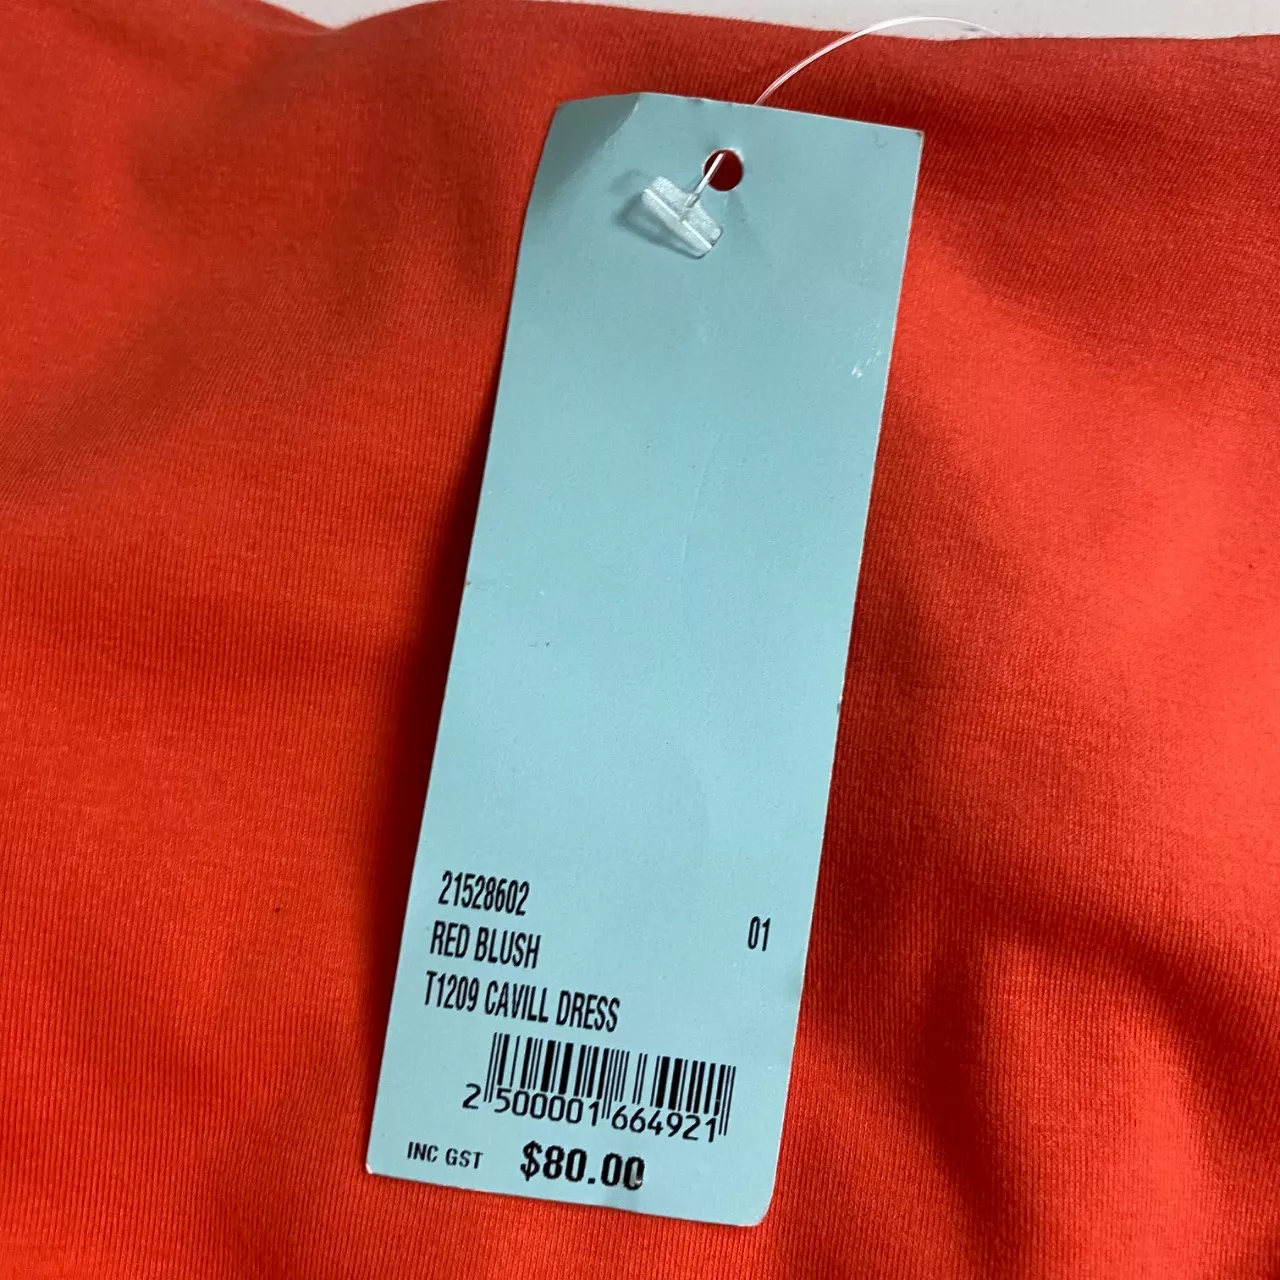 21528602
RED BLUSH 01
T1209 CAVILL DRESS
2 500001 664921
INC GST $80.00